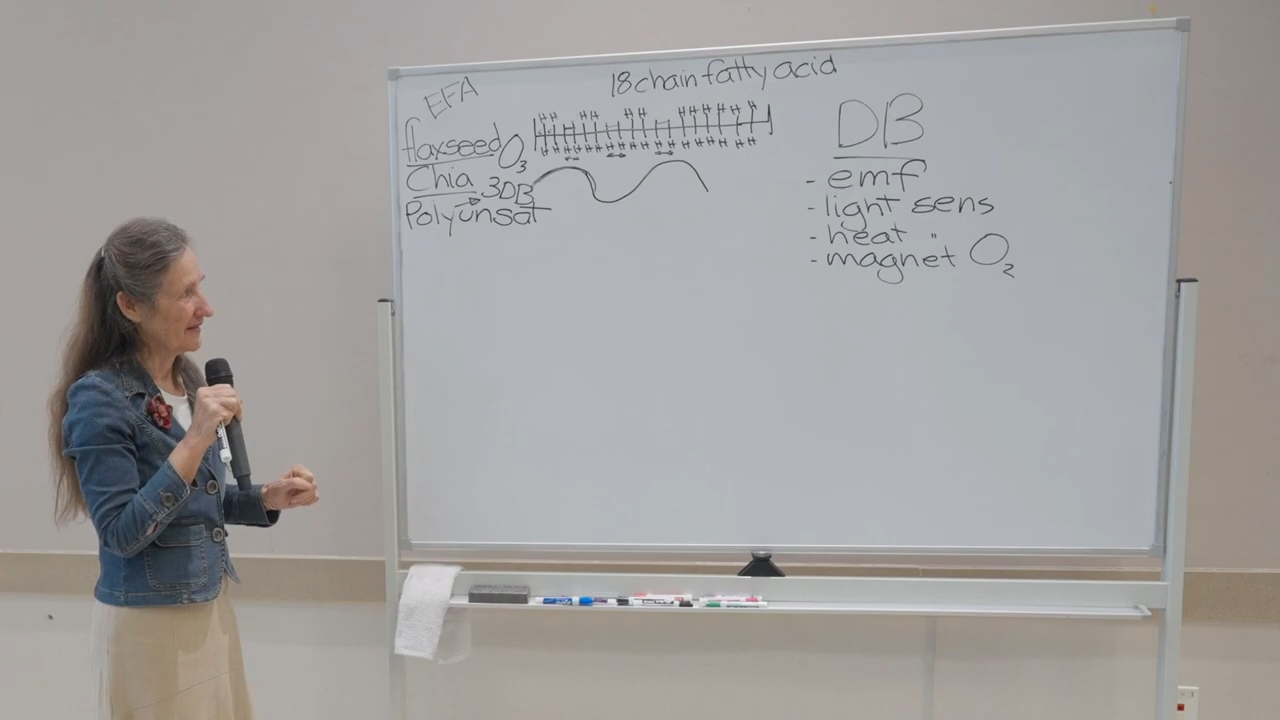 EFA
18 chain fatty acid
flaxseed O3
Chia 3DB
Polyunsat
DB
- emf
- light sens
- heat "
- magnet O2